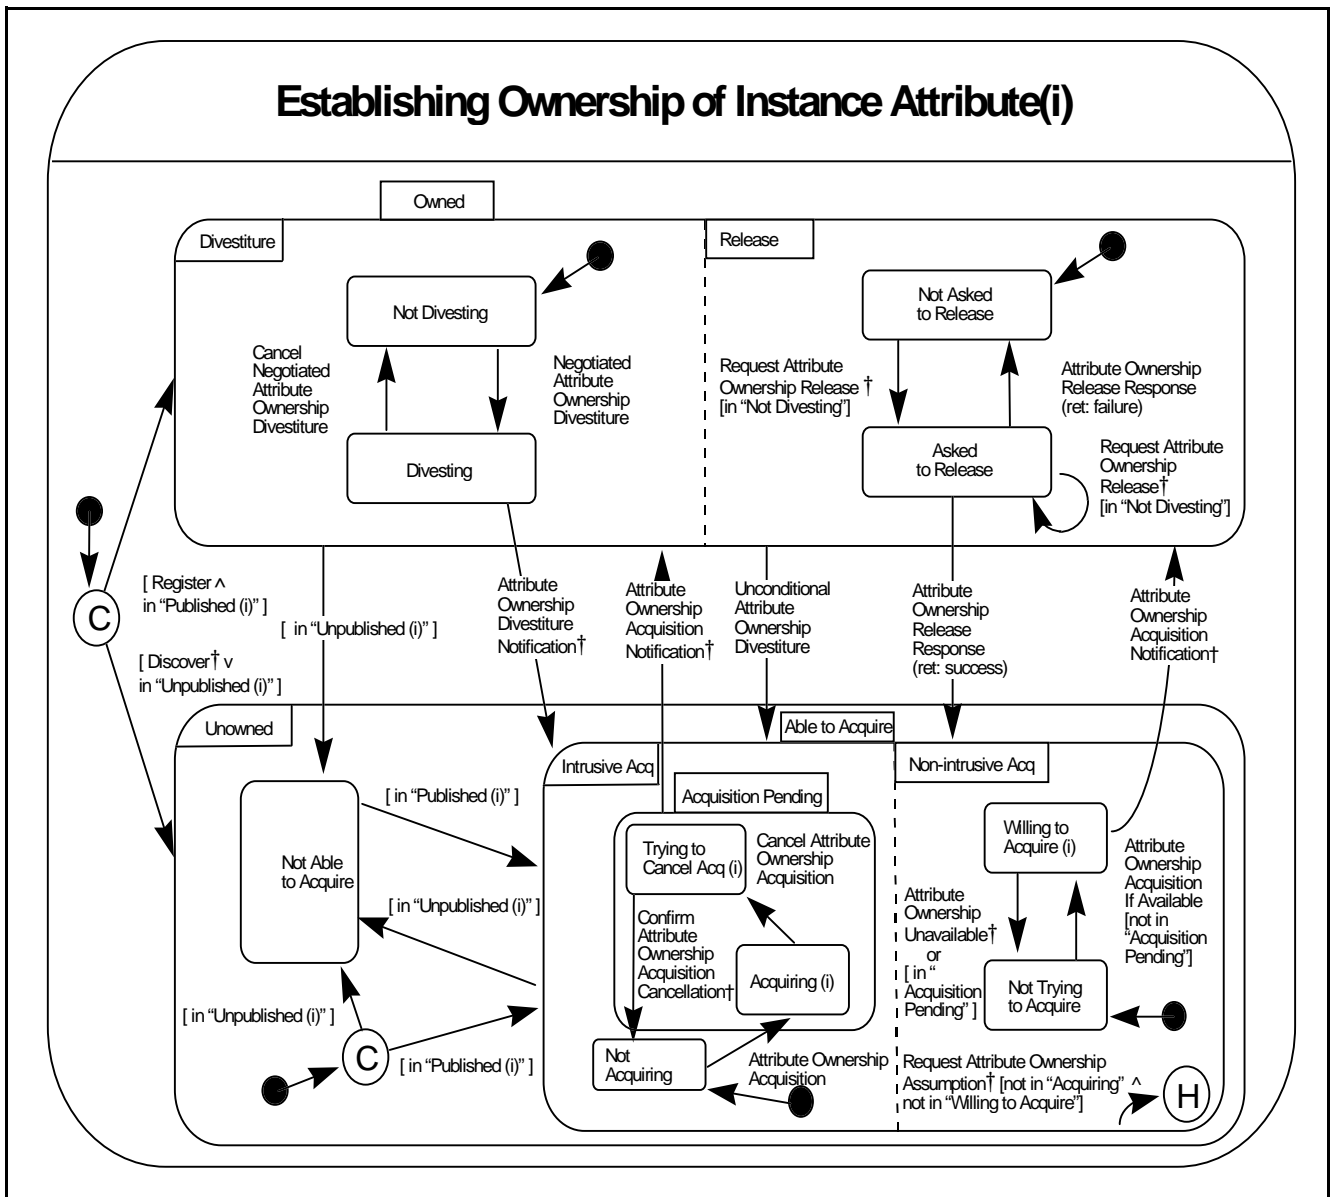 Establishing Ownership of Instance Attribute(i)
Owned
Divestiture
Release
Not Divesting
Not Asked
to Release
Cancel
Negotiated
Attribute
Ownership
Divestiture
Negotiated
Attribute
Ownership
Divestiture
Request Attribute
Ownership Release †
[in “Not Divesting”]
Attribute Ownership
Release Response
(ret: failure)
Divesting
Asked
to Release
Request Attribute
Ownership
Release†
[in “Not Divesting”]
C
[ Register ^
in “Published (i)” ]
[ in “Unpublished (i)” ]
[ Discover† v
in “Unpublished (i)” ]
Attribute
Ownership
Divestiture
Notification†
Attribute
Ownership
Acquisition
Notification†
Unconditional
Attribute
Ownership
Divestiture
Attribute
Ownership
Release
Response
(ret: success)
Attribute
Ownership
Acquisition
Notification†
Unowned
Able to Acquire
Intrusive Acq
Non-intrusive Acq
Acquisition Pending
[ in “Published (i)” ]
Not Able
to Acquire
[ in “Unpublished (i)” ]
Trying to
Cancel Acq (i)
Cancel Attribute
Ownership
Acquisition
Willing to
Acquire (i)
Attribute
Ownership
Acquisition
If Available
[not in
“Acquisition
Pending”]
Confirm
Attribute
Ownership
Acquisition
Cancellation†
Acquiring (i)
Attribute
Ownership
Unavailable†
or
[ in “
Acquisition
Pending” ]
Not Trying
to Acquire
[ in “Unpublished (i)” ]
C
[ in “Published (i)” ]
Not
Acquiring
Attribute Ownership
Acquisition
Request Attribute Ownership
Assumption† [not in “Acquiring” ^
not in “Willing to Acquire”]
H